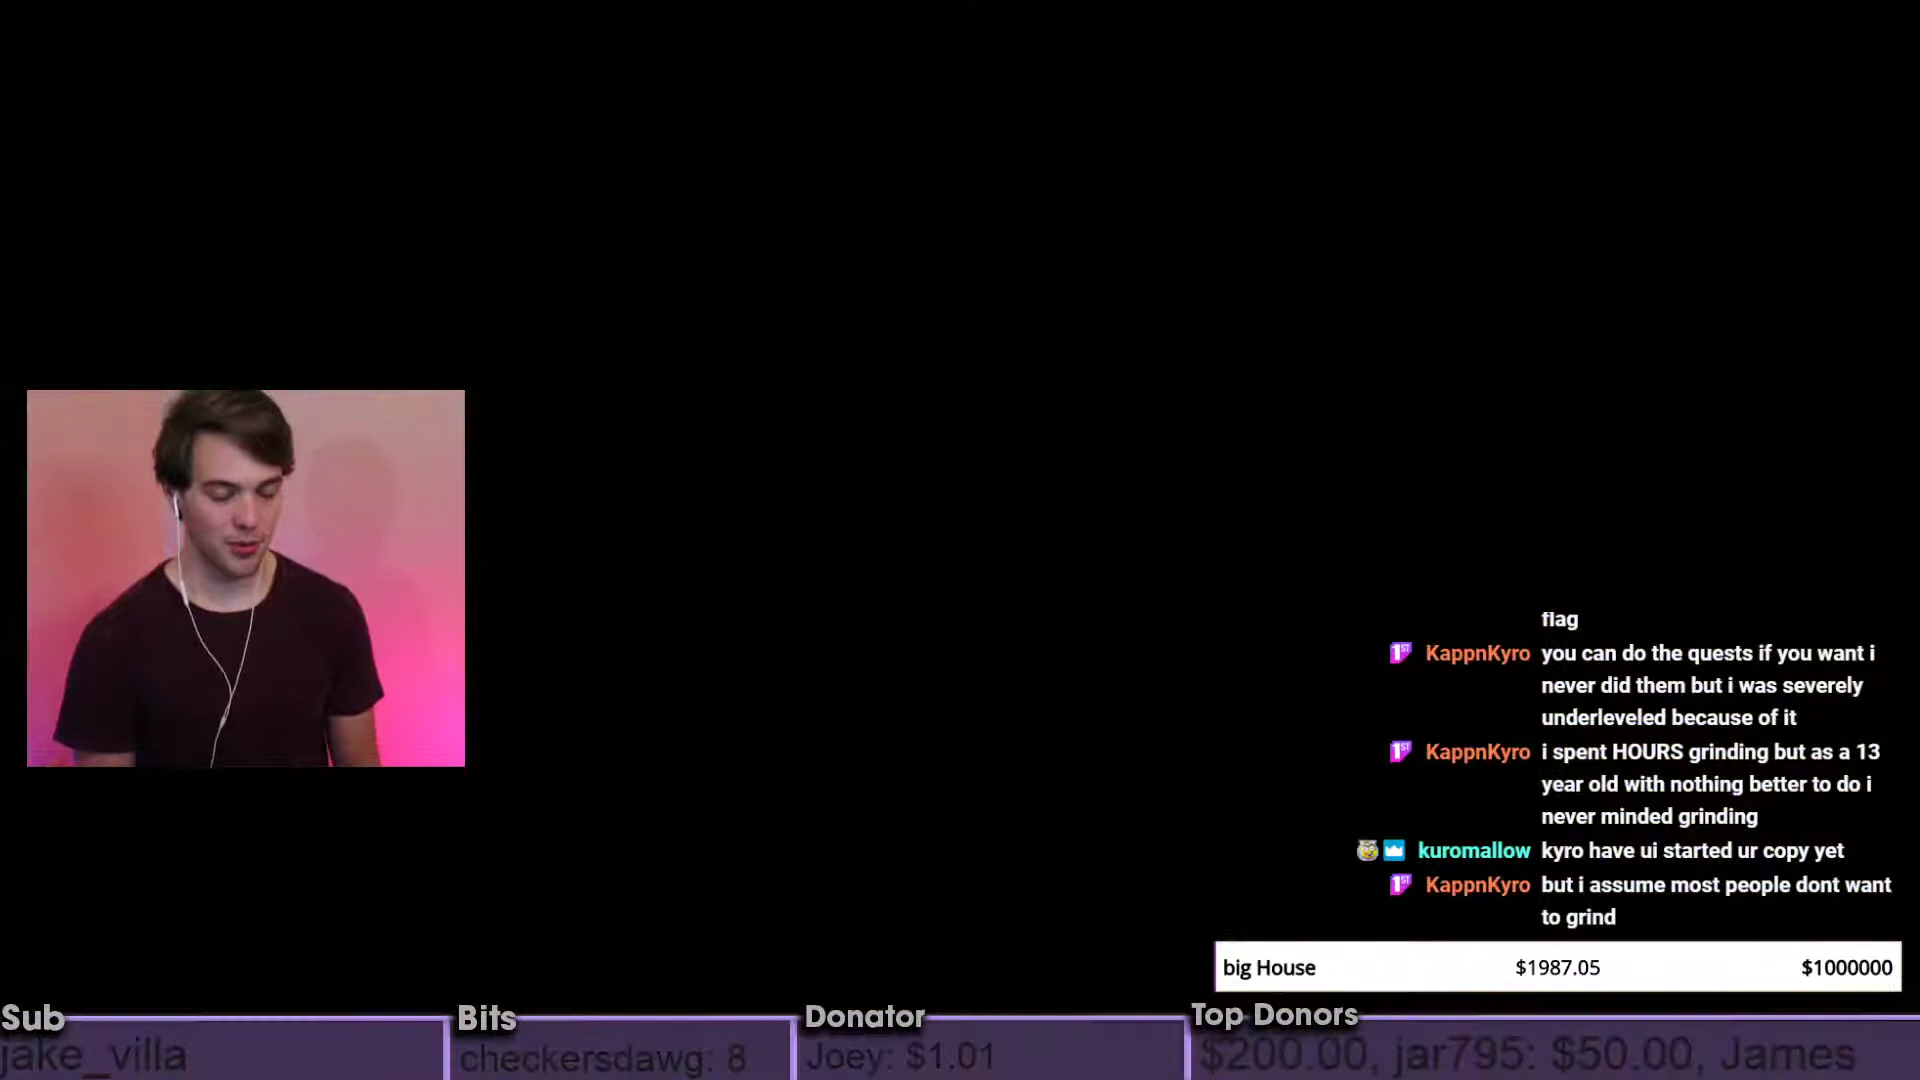 flag
KappnKyro you can do the quests if you want i
never did them but i was severely
underleveled because of it
KappnKyro i spent HOURS grinding but as a 13
year old with nothing better to do i
never minded grinding
kuromallow kyro have ui started ur copy yet
KappnKyro but i assume most people dont want
to grind
big House $1987.05 $1000000
Sub Bits Donator Top Donors
jake_villa checkersdawg: 8 Joey: $1.01 $200.00, jar795: $50.00, James